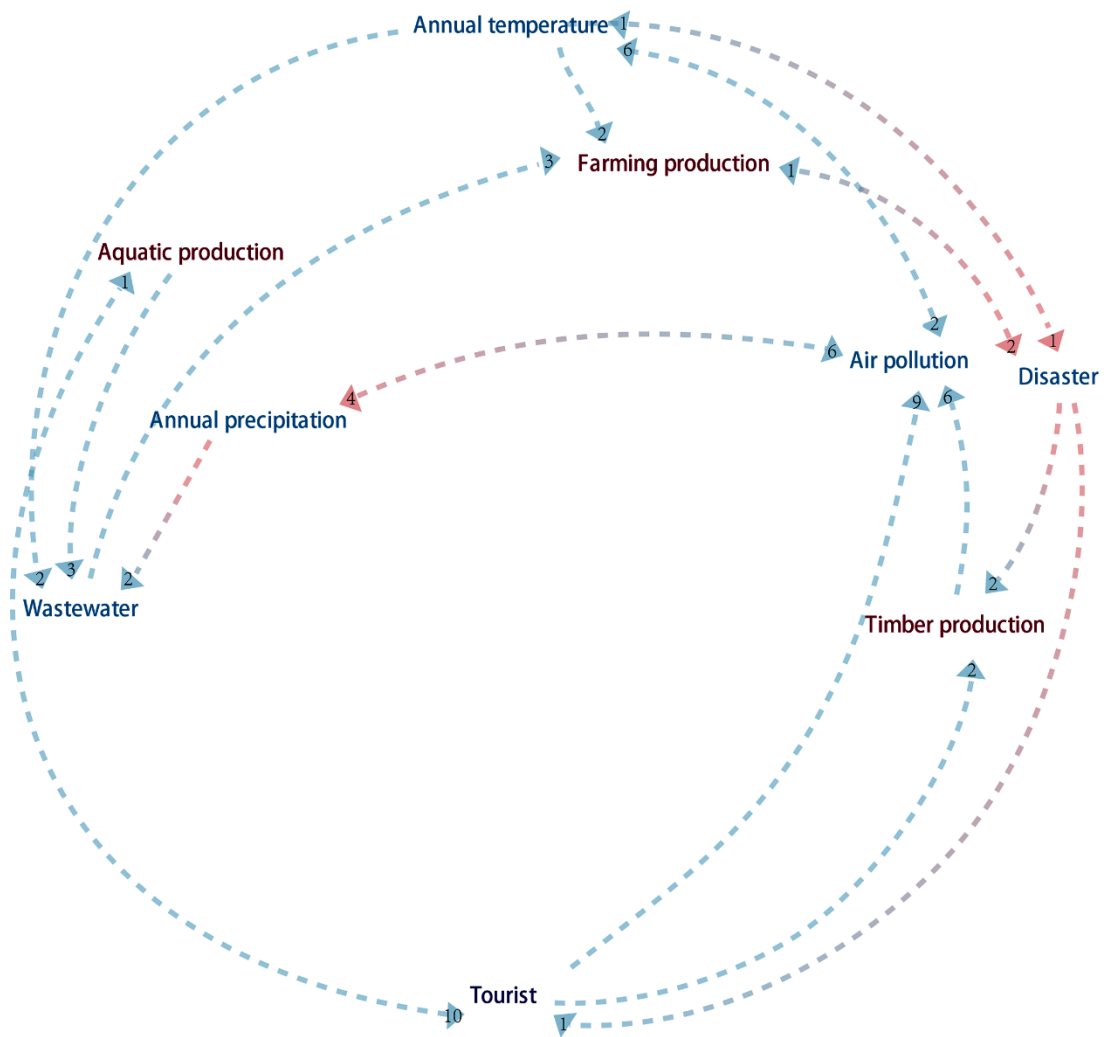 Annual temperature
1
6
2
Farming production
3
1
Aquatic production
1
2
2
1
6
Air pollution
Disaster
4
9
6
Annual precipitation
2
3
2
2
Wastewater
Timber production
2
Tourist
10
1